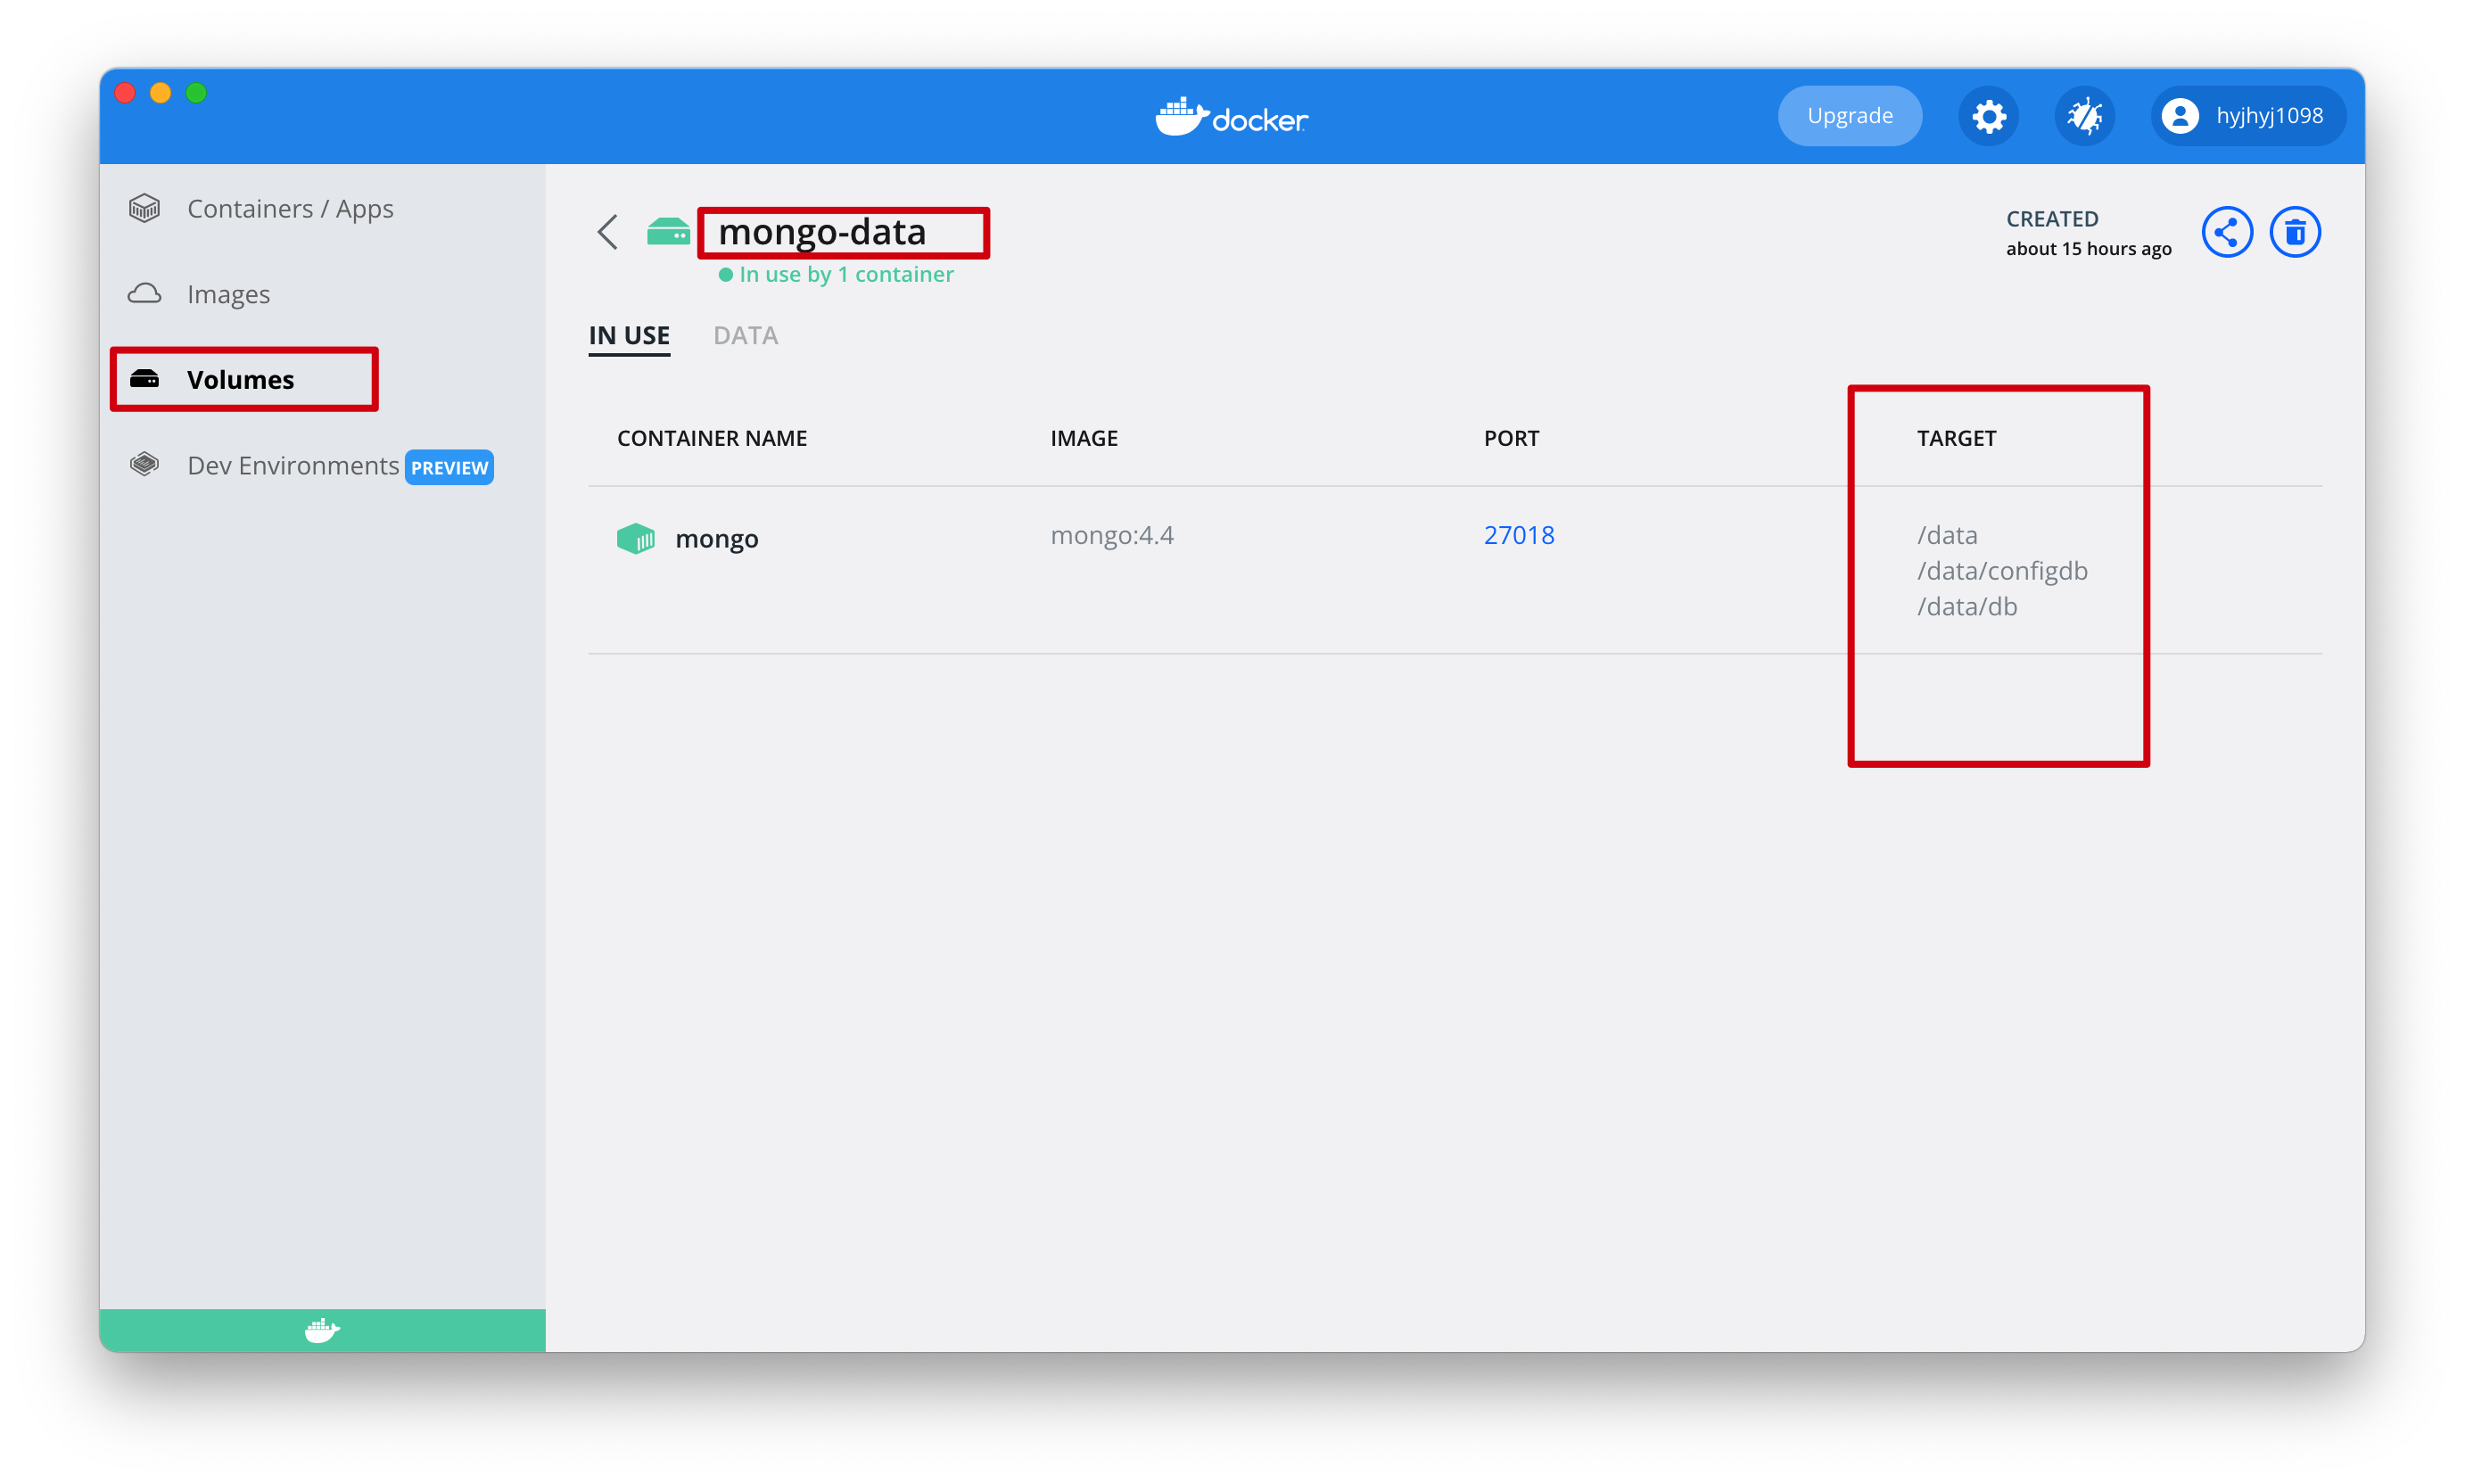 docker
Upgrade
hyjhyj1098
Containers / Apps
Images
Volumes
Dev Environments PREVIEW
mongo-data
In use by 1 container
CREATED
about 15 hours ago
IN USE DATA
CONTAINER NAME IMAGE PORT TARGET
mongo mongo:4.4 27018 /data
/data/configdb
/data/db